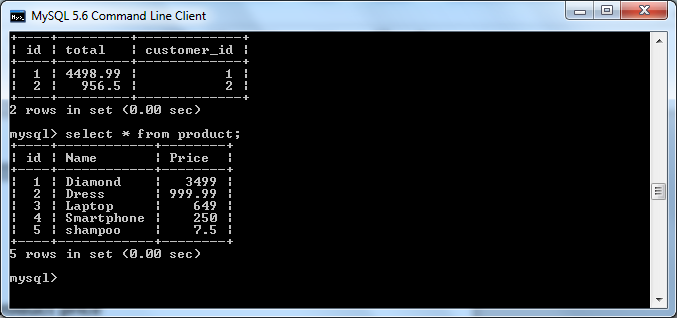 MySQL 5.6 Command Line Client
| id | total | customer_id |
| 1 | 4498.99 | 1 |
| 2 | 956.5 | 2 |
2 rows in set (0.00 sec)
mysql> select * from product;
| id | Name | Price |
| 1 | Diamond | 3499 |
| 2 | Dress | 999.99 |
| 3 | Laptop | 649 |
| 4 | Smartphone | 250 |
| 5 | shampoo | 7.5 |
5 rows in set (0.00 sec)
mysql>